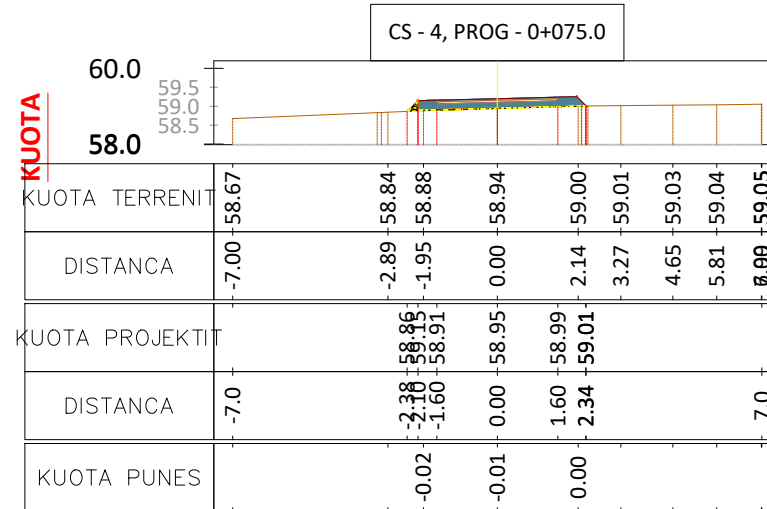 CS - 4, PROG - 0+075.0
60.0
59.5
59.0
58.5
58.0
KUOTA
KUOTA TERRENIT 58.67 58.84 58.88 58.94 59.00 59.01 59.03 59.04 59.05
DISTANCA -7.00 -2.89 -1.95 0.00 2.14 3.27 4.65 5.81
KUOTA PROJEKTIT 58.86 59.15 58.91 58.95 58.99 59.01
DISTANCA -7.0 -2.38 -2.10 -1.60 0.00 1.60 2.34 7.0
KUOTA PUNES -0.02 -0.01 0.00